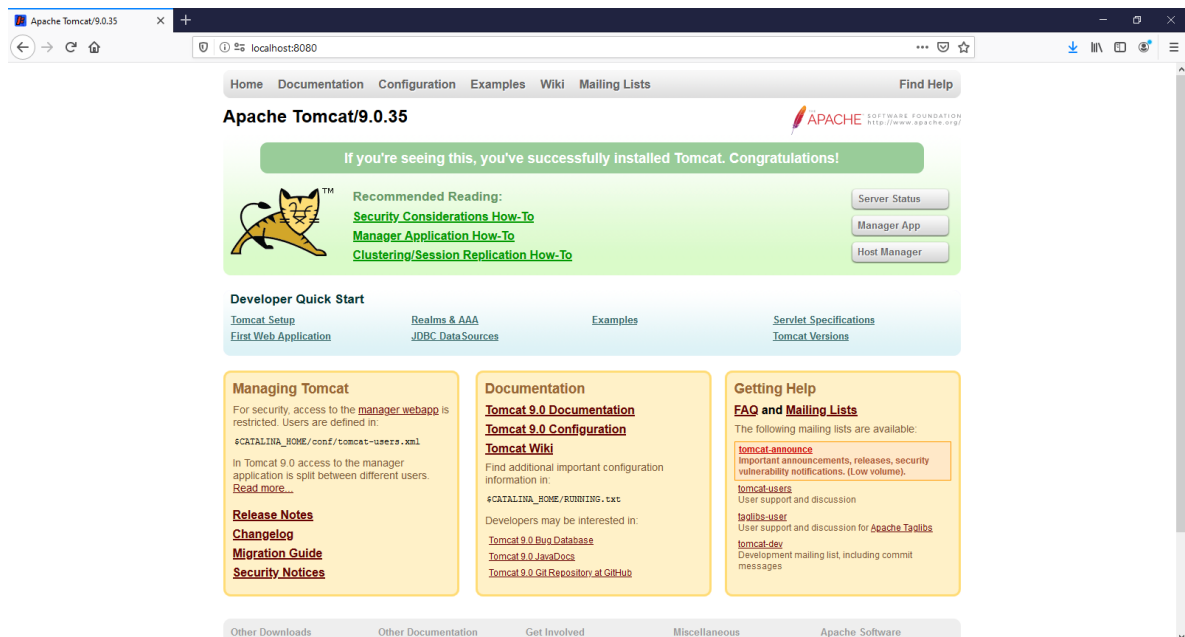 Apache Tomcat/9.0.35
localhost:8080
Home Documentation Configuration Examples Wiki Mailing Lists Find Help
Apache Tomcat/9.0.35
THE
APACHE SOFTWARE FOUNDATION
http://www.apache.org/
If you're seeing this, you've successfully installed Tomcat. Congratulations!
TM
Recommended Reading:
Security Considerations How-To
Manager Application How-To
Clustering/Session Replication How-To
Server Status
Manager App
Host Manager
Developer Quick Start
Tomcat Setup
First Web Application
Realms & AAA
JDBC DataSources
Examples
Servlet Specifications
Tomcat Versions
Managing Tomcat
For security, access to the manager webapp is
restricted. Users are defined in:
$CATALINA_HOME/conf/tomcat-users.xml
In Tomcat 9.0 access to the manager
application is split between different users.
Read more...
Release Notes
Changelog
Migration Guide
Security Notices
Documentation
Tomcat 9.0 Documentation
Tomcat 9.0 Configuration
Tomcat Wiki
Find additional important configuration
information in:
$CATALINA_HOME/RUNNING.txt
Developers may be interested in:
Tomcat 9.0 Bug Database
Tomcat 9.0 JavaDocs
Tomcat 9.0 Git Repository at GitHub
Getting Help
FAQ and Mailing Lists
The following mailing lists are available:
tomcat-announce
Important announcements, releases, security
vulnerability notifications. (Low volume).
tomcat-users
User support and discussion
taglibs-user
User support and discussion for Apache Taglibs
tomcat-dev
Development mailing list, including commit
messages
Other Downloads Other Documentation Get Involved Miscellaneous Apache Software